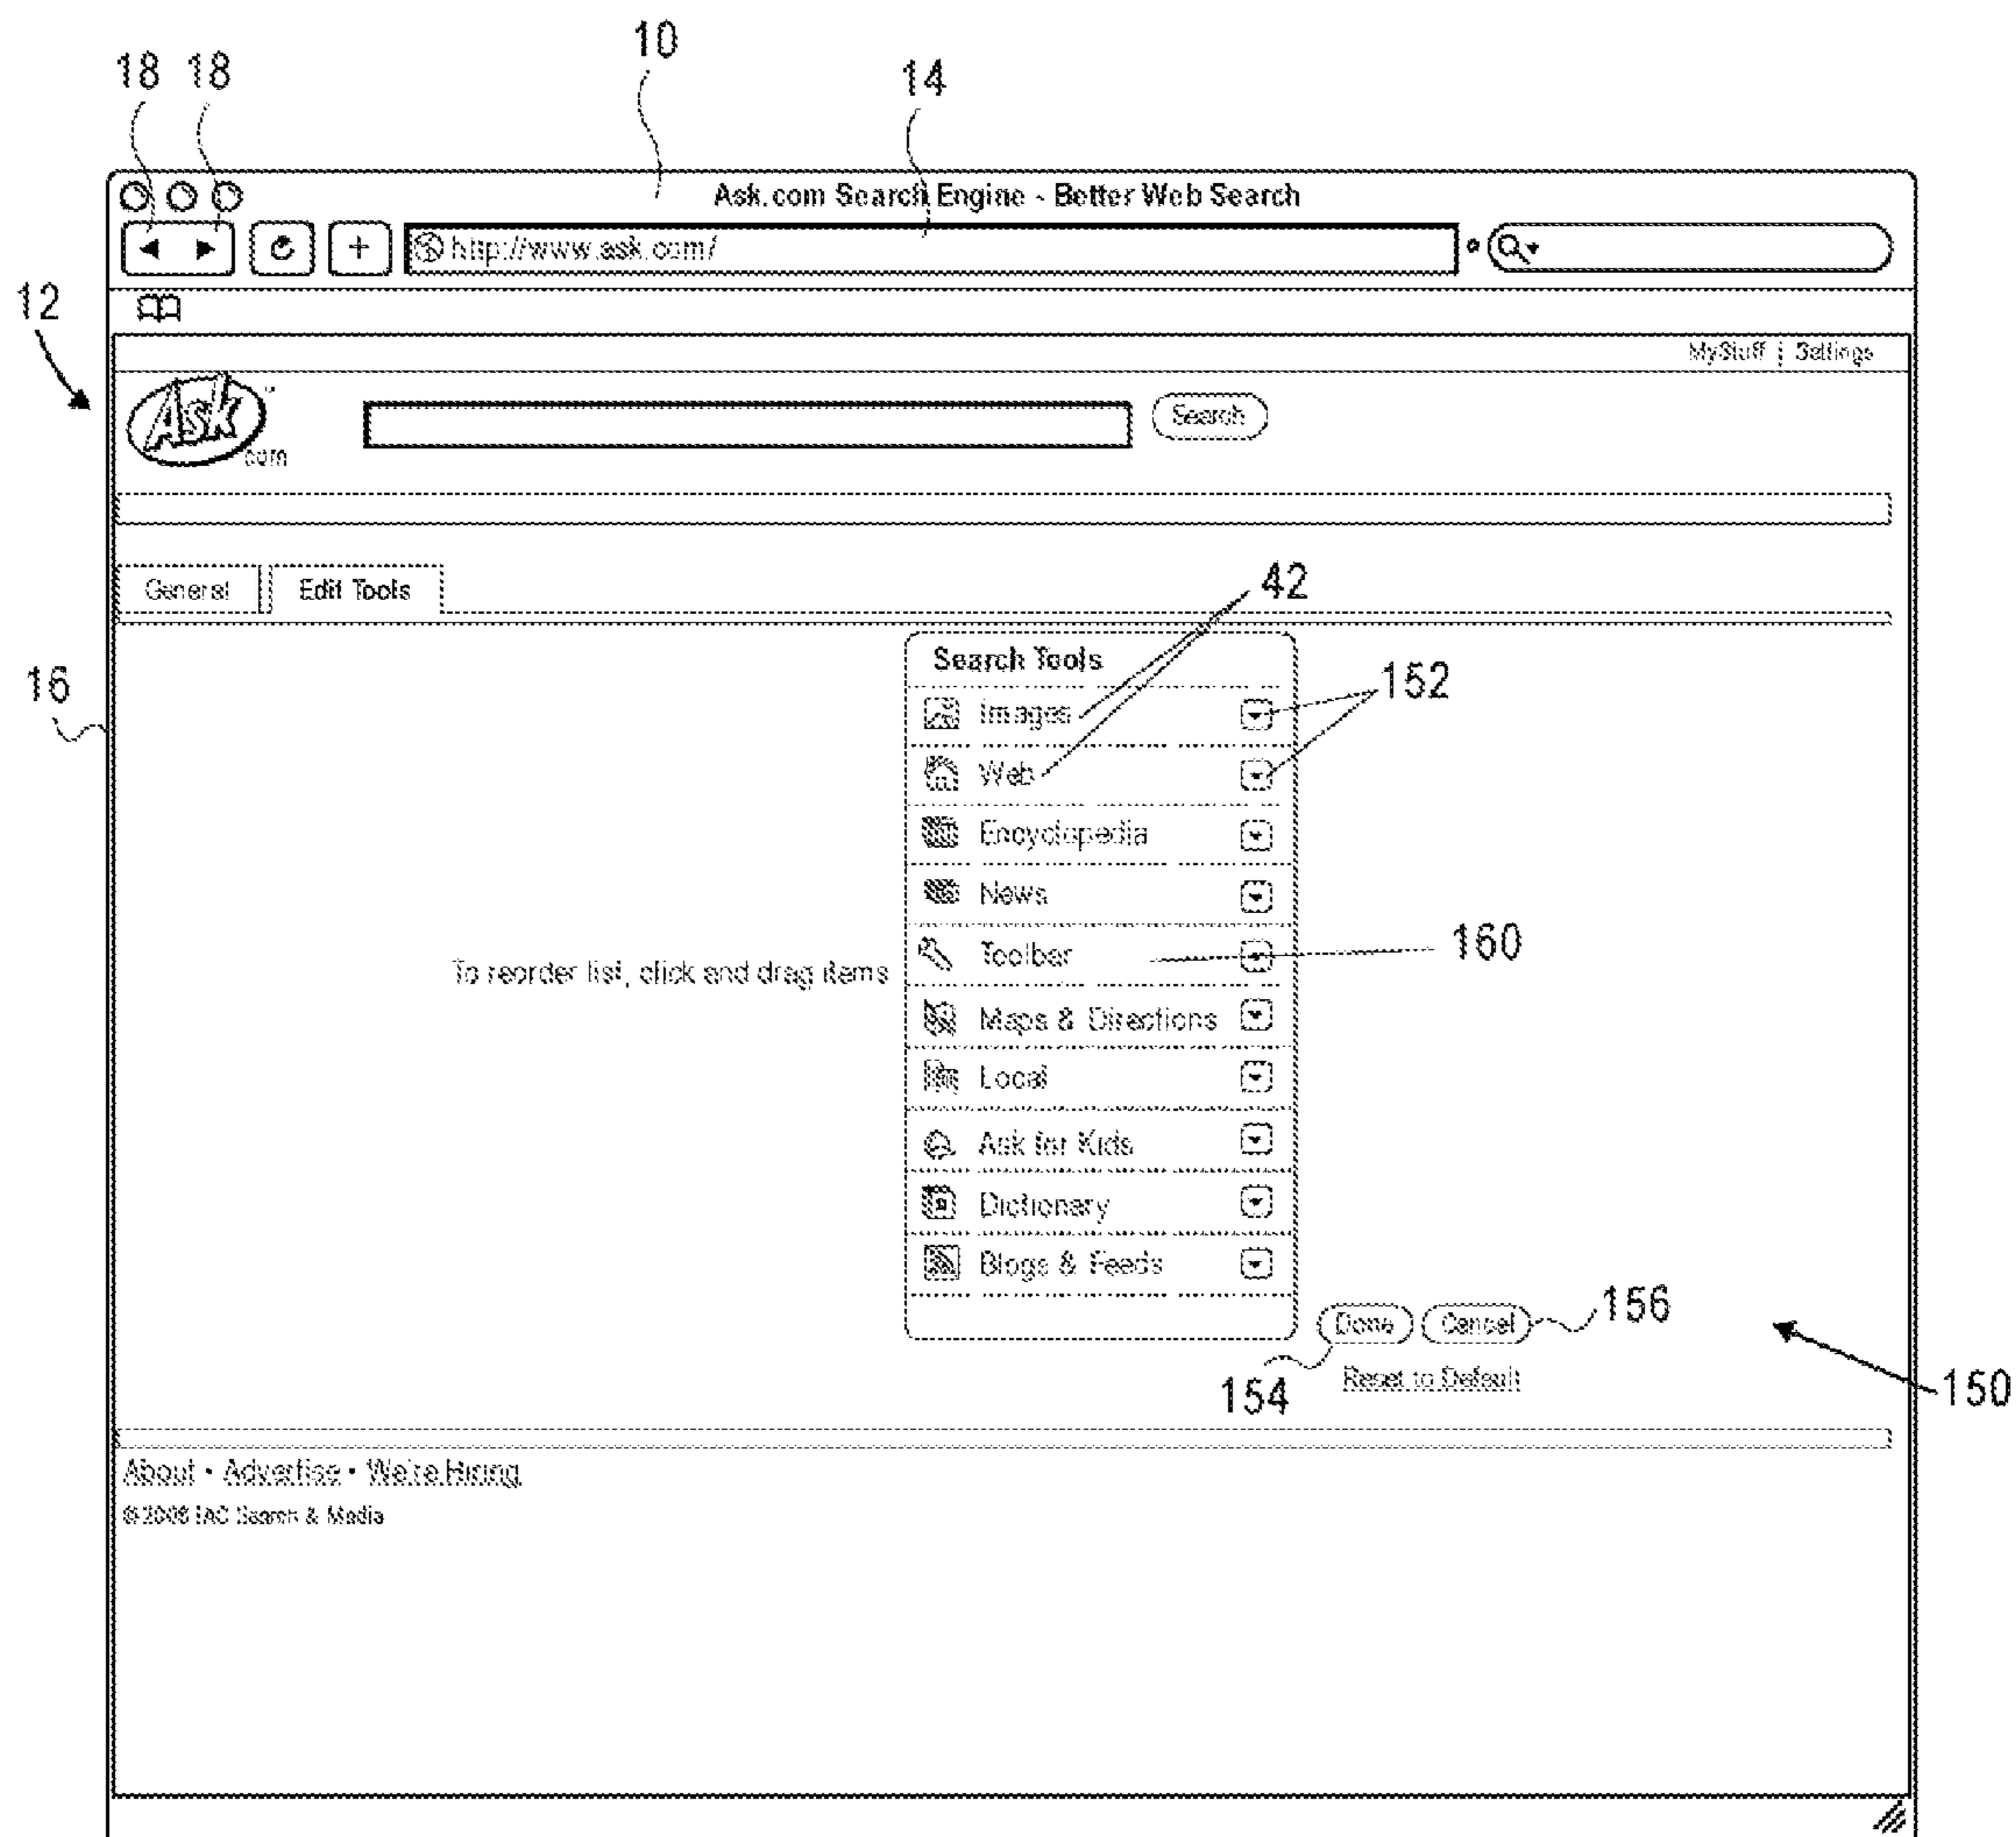 10
18 18
14
Ask.com Search Engine - Better Web Search
http://www.ask.com/
12
MyStuff | Settings
Ask
.com
Search
General
Edit Tools
42
Search Tools
16
152
Images
Web
Encyclopedia
News
Toolbar
160
To reorder list, click and drag items
Maps & Directions
Local
Ask for Kids
Dictionary
Blogs & Feeds
Done
Cancel
156
154
Reset to Default
150
About • Advertise • We're Hiring
© 2006 IAC Search & Media